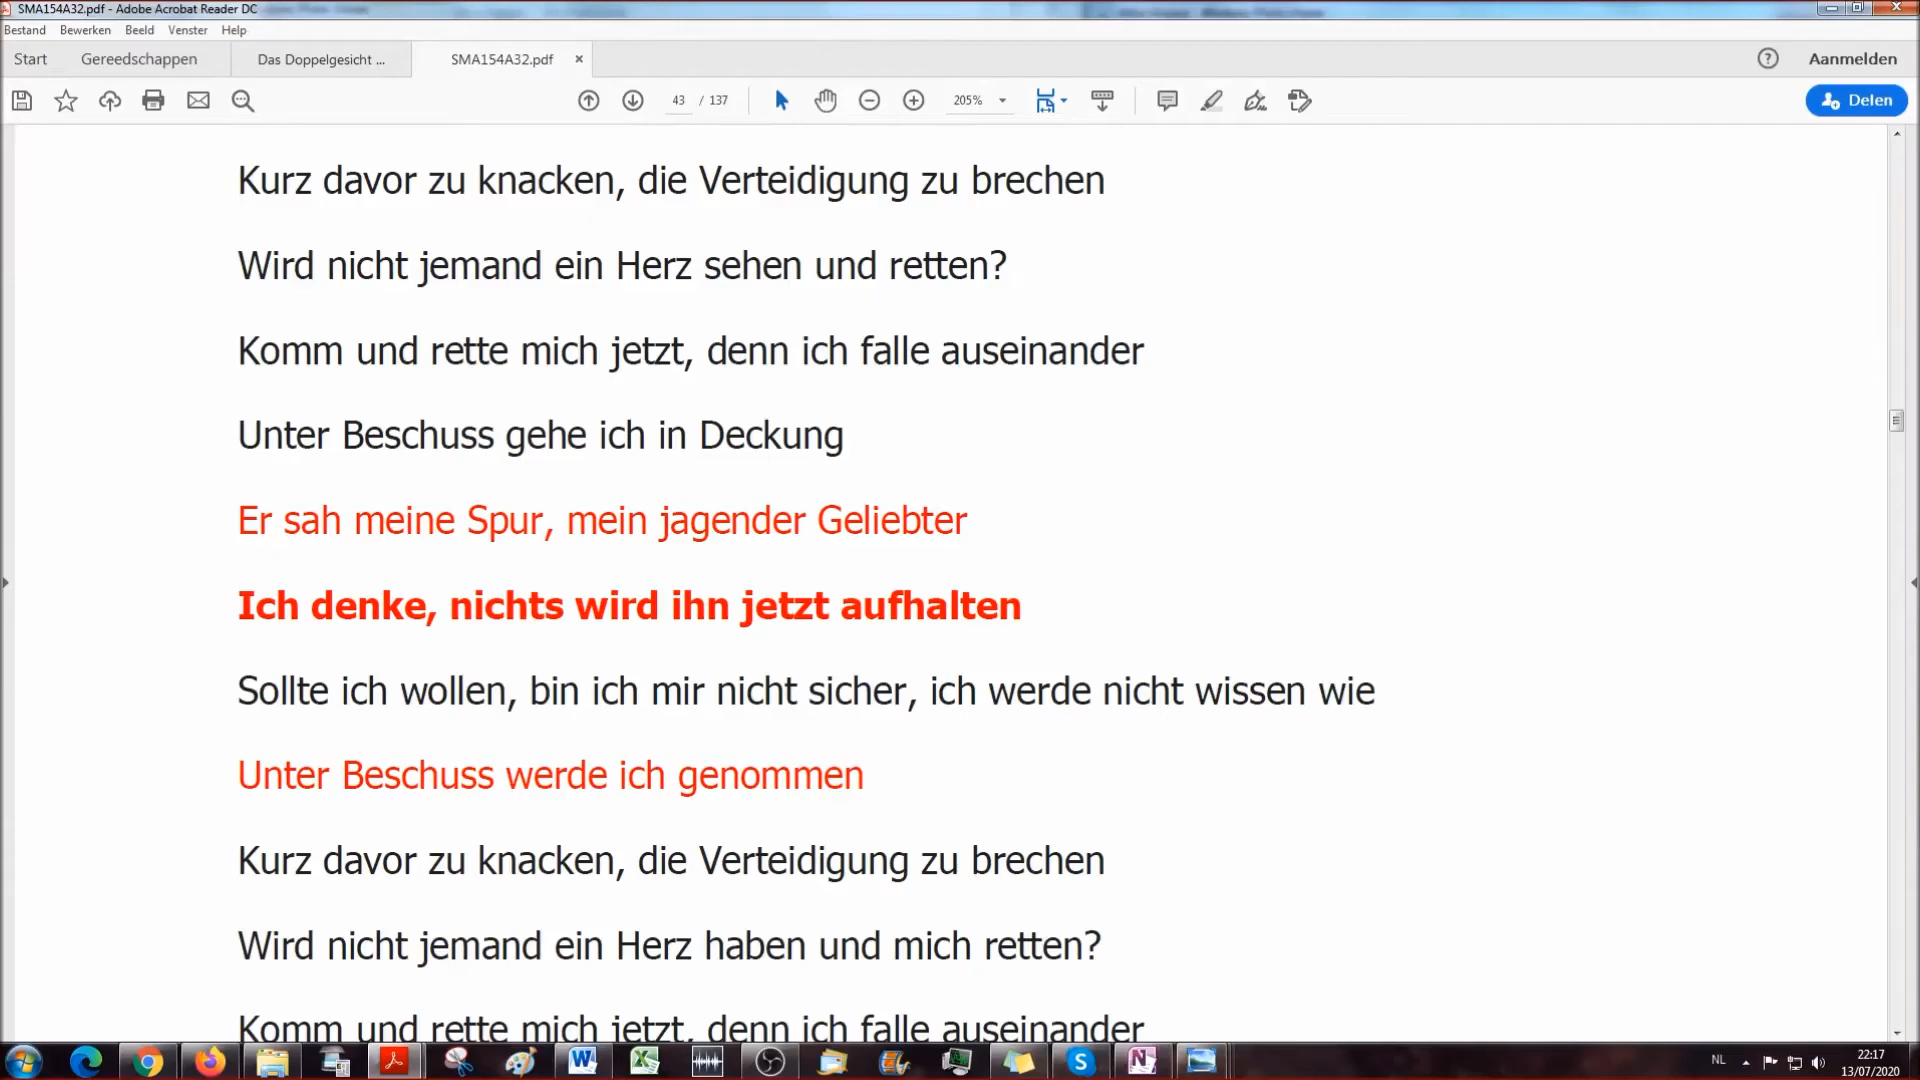 SMA154A32.pdf - Adobe Acrobat Reader DC
Bestand Bewerken Beeld Venster Help
Start Gereedschappen Das Doppelgesicht ... SMA154A32.pdf × Aanmelden
43 / 137 205% Delen
Kurz davor zu knacken, die Verteidigung zu brechen
Wird nicht jemand ein Herz sehen und retten?
Komm und rette mich jetzt, denn ich falle auseinander
Unter Beschuss gehe ich in Deckung
Er sah meine Spur, mein jagender Geliebter
Ich denke, nichts wird ihn jetzt aufhalten
Sollte ich wollen, bin ich mir nicht sicher, ich werde nicht wissen wie
Unter Beschuss werde ich genommen
Kurz davor zu knacken, die Verteidigung zu brechen
Wird nicht jemand ein Herz haben und mich retten?
Komm und rette mich jetzt, denn ich falle auseinander
NL 22:17
13/07/2020